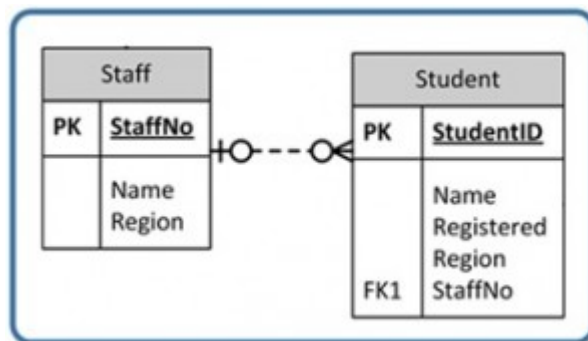 Staff
PK StaffNo
Name
Region
Student
PK StudentID
Name
Registered
Region
FK1 StaffNo